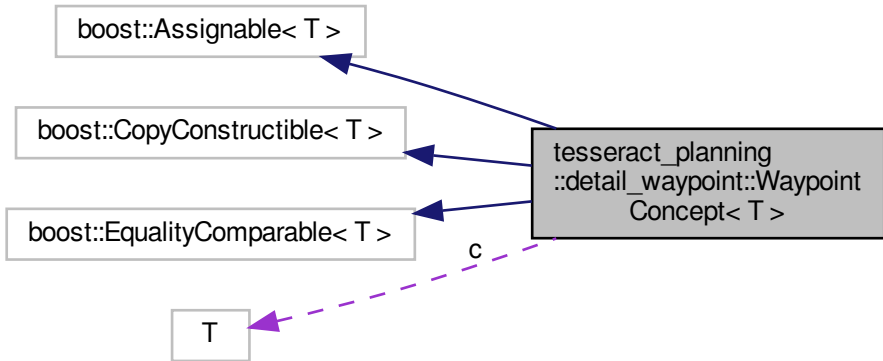 boost::Assignable< T >
boost::CopyConstructible< T >
boost::EqualityComparable< T >
T
c
tesseract_planning
::detail_waypoint::Waypoint
Concept< T >